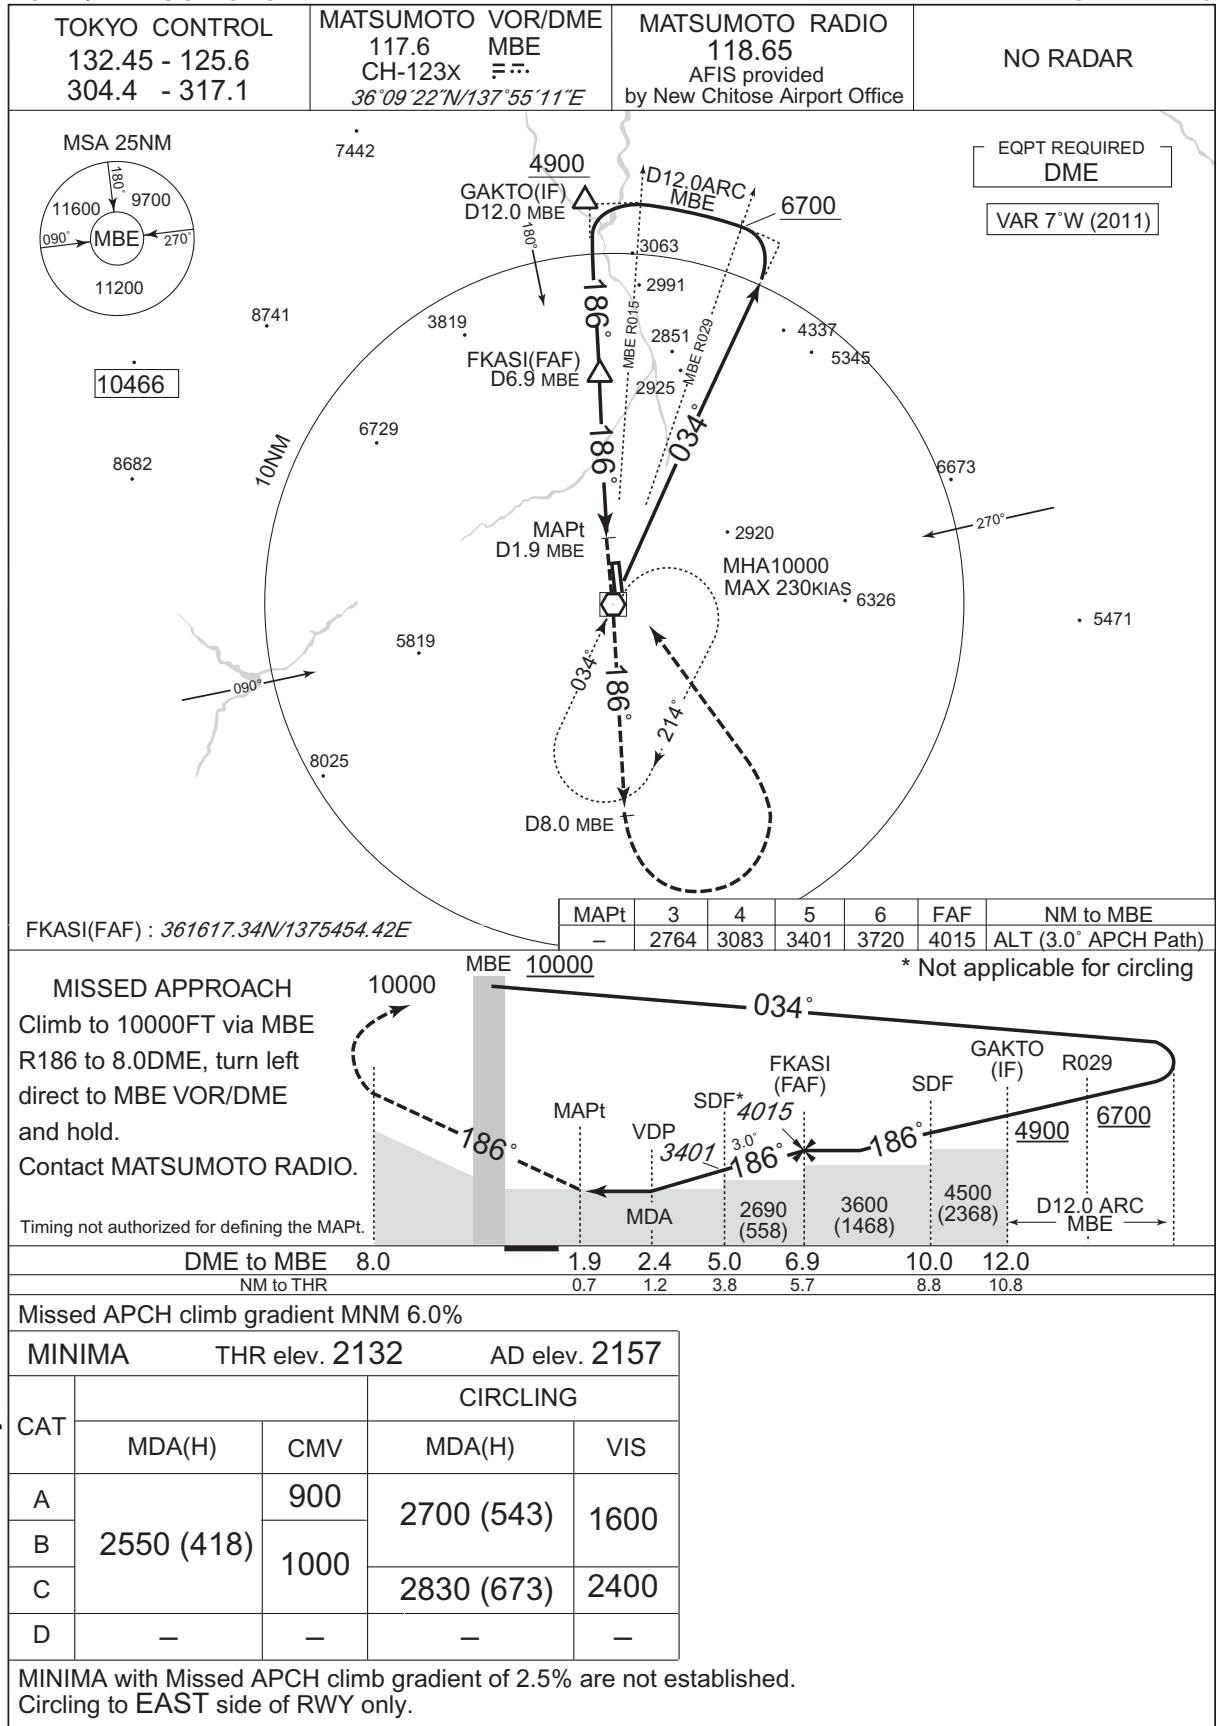 TOKYO CONTROL
132.45 - 125.6
304.4 - 317.1
MATSUMOTO VOR/DME
117.6 MBE
CH-123X
36°09′22″N/137°55′11″E
MATSUMOTO RADIO
118.65
AFIS provided
by New Chitose Airport Office
NO RADAR
MSA 25NM
180°
11600
9700
090°
MBE
270°
11200
7442
4900
GAKTO(IF)
D12.0 MBE
180°
D12.0ARC
MBE
6700
EQPT REQUIRED
DME
VAR 7°W (2011)
3063
2991
8741
3819
186°
MBE R015
2851
MBE R029
4337
5345
FKASI(FAF)
D6.9 MBE
2925
10466
6729
10NM
186°
034°
8682
6673
MAPt
D1.9 MBE
2920
270°
MHA10000
MAX 230KIAS
6326
5471
5819
034°
186°
214°
090°
8025
D8.0 MBE
FKASI(FAF) : 361617.34N/1375454.42E
MAPt 3 4 5 6 FAF NM to MBE
– 2764 3083 3401 3720 4015 ALT (3.0° APCH Path)
MBE 10000
* Not applicable for circling
MISSED APPROACH
Climb to 10000FT via MBE
R186 to 8.0DME, turn left
direct to MBE VOR/DME
and hold.
Contact MATSUMOTO RADIO.
Timing not authorized for defining the MAPt.
10000
034°
GAKTO
(IF)
R029
FKASI
(FAF)
SDF
SDF*
4015
MAPt
VDP
3401
3.0°
186°
186°
186°
4900
6700
MDA
2690
(558)
3600
(1468)
4500
(2368)
D12.0 ARC
MBE
DME to MBE 8.0 1.9 2.4 5.0 6.9 10.0 12.0
NM to THR 0.7 1.2 3.8 5.7 8.8 10.8
Missed APCH climb gradient MNM 6.0%
MINIMA THR elev. 2132 AD elev. 2157
CAT CIRCLING
MDA(H) CMV MDA(H) VIS
A 2550 (418) 900 2700 (543) 1600
B 1000
C 2830 (673) 2400
D – – – –
MINIMA with Missed APCH climb gradient of 2.5% are not established.
Circling to EAST side of RWY only.